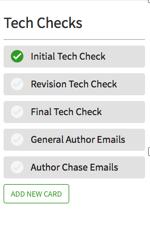 Tech Checks
Initial Tech Check
Revision Tech Check
Final Tech Check
General Author Emails
Author Chase Emails
ADD NEW CARD